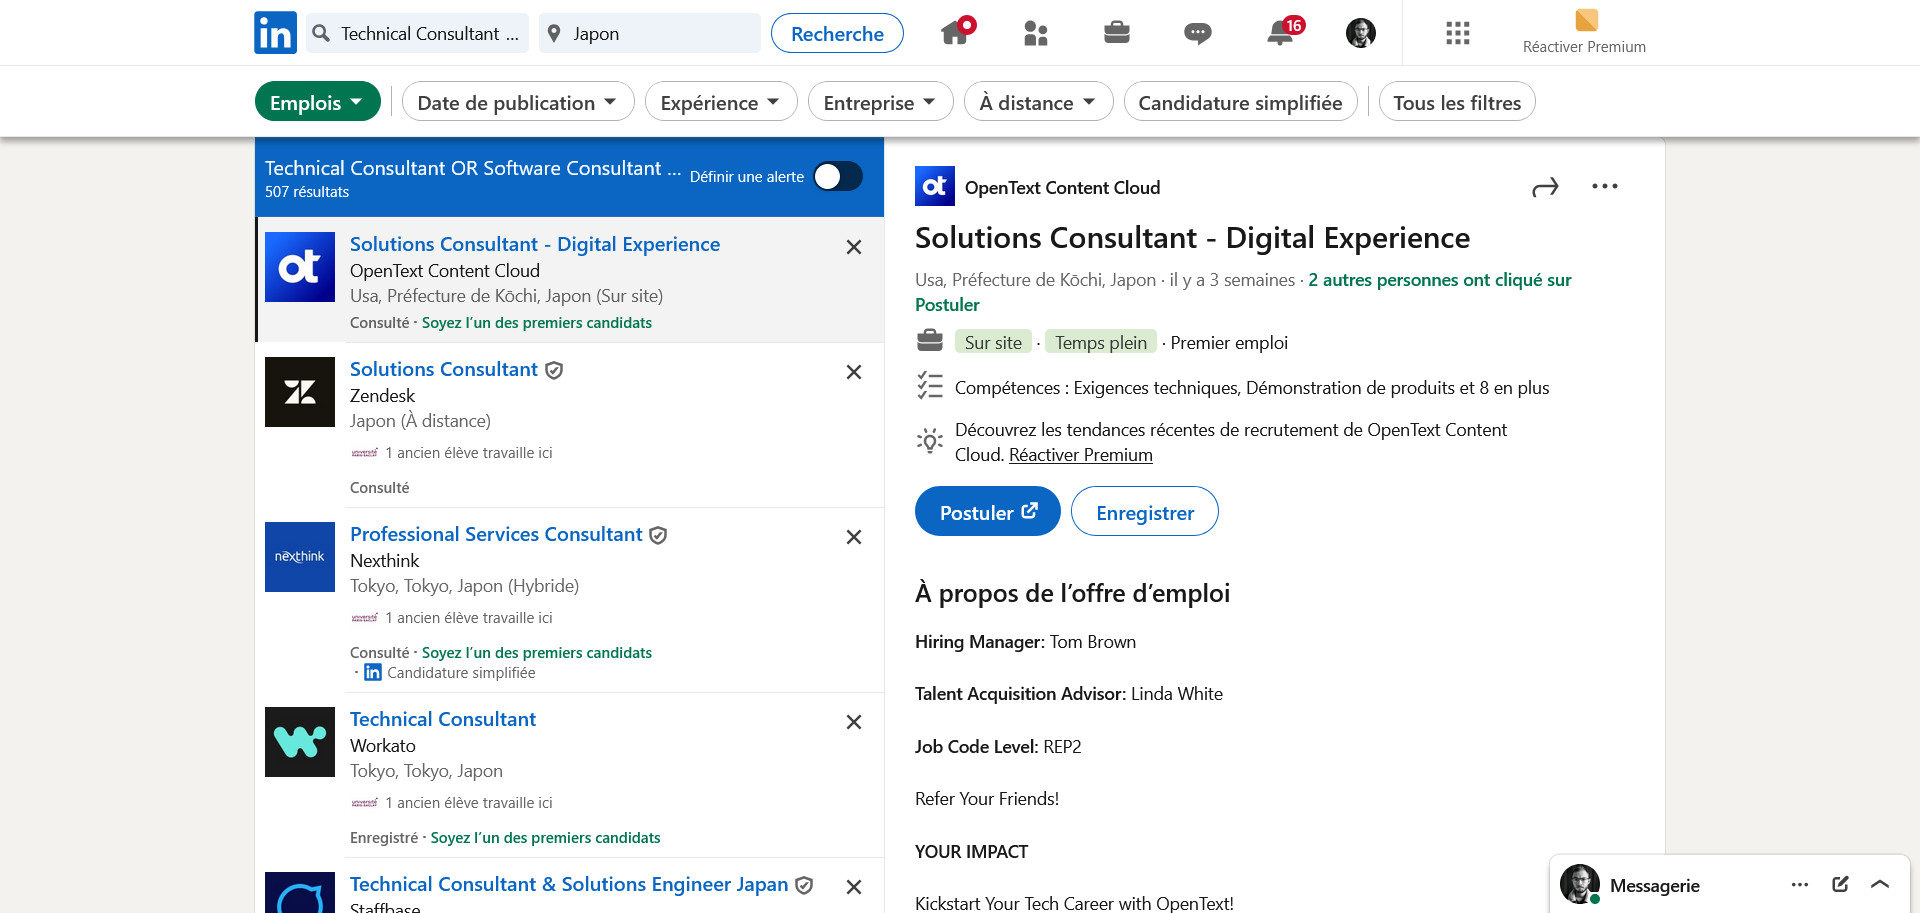 in
Technical Consultant ...
Japon
Recherche
16
Réactiver Premium
Emplois
Date de publication
Expérience
Entreprise
À distance
Candidature simplifiée
Tous les filtres
Technical Consultant OR Software Consultant ...
507 résultats
Définir une alerte
ot
Solutions Consultant - Digital Experience
OpenText Content Cloud
Usa, Préfecture de Kōchi, Japon (Sur site)
Consulté · Soyez l’un des premiers candidats
Solutions Consultant
Zendesk
Japon (À distance)
1 ancien élève travaille ici
Consulté
nexthink
Professional Services Consultant
Nexthink
Tokyo, Tokyo, Japon (Hybride)
1 ancien élève travaille ici
Consulté · Soyez l’un des premiers candidats
· in Candidature simplifiée
Technical Consultant
Workato
Tokyo, Tokyo, Japon
1 ancien élève travaille ici
Enregistré · Soyez l’un des premiers candidats
Technical Consultant & Solutions Engineer Japan
Staffbase
ot
OpenText Content Cloud
Solutions Consultant - Digital Experience
Usa, Préfecture de Kōchi, Japon · il y a 3 semaines · 2 autres personnes ont cliqué sur
Postuler
Sur site · Temps plein · Premier emploi
Compétences : Exigences techniques, Démonstration de produits et 8 en plus
Découvrez les tendances récentes de recrutement de OpenText Content
Cloud. Réactiver Premium
Postuler
Enregistrer
À propos de l’offre d’emploi
Hiring Manager: Tom Brown
Talent Acquisition Advisor: Linda White
Job Code Level: REP2
Refer Your Friends!
YOUR IMPACT
Kickstart Your Tech Career with OpenText!
Messagerie